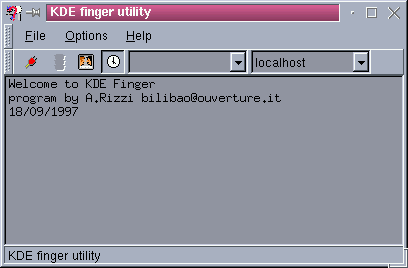 KDE finger utility
File Options Help
localhost
Welcome to KDE Finger
program by A.Rizzi bilibao@ouverture.it
18/09/1997
KDE finger utility